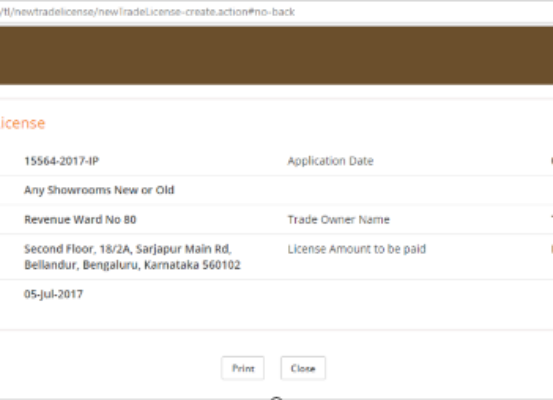 /tl/newtradelicense/newTradeLicense-create.action#no-back
icense
15564-2017-IP Application Date
Any Showrooms New or Old
Revenue Ward No 80 Trade Owner Name
Second Floor, 18/2A, Sarjapur Main Rd, License Amount to be paid
Bellandur, Bengaluru, Karnataka 560102
05-Jul-2017
Print Close